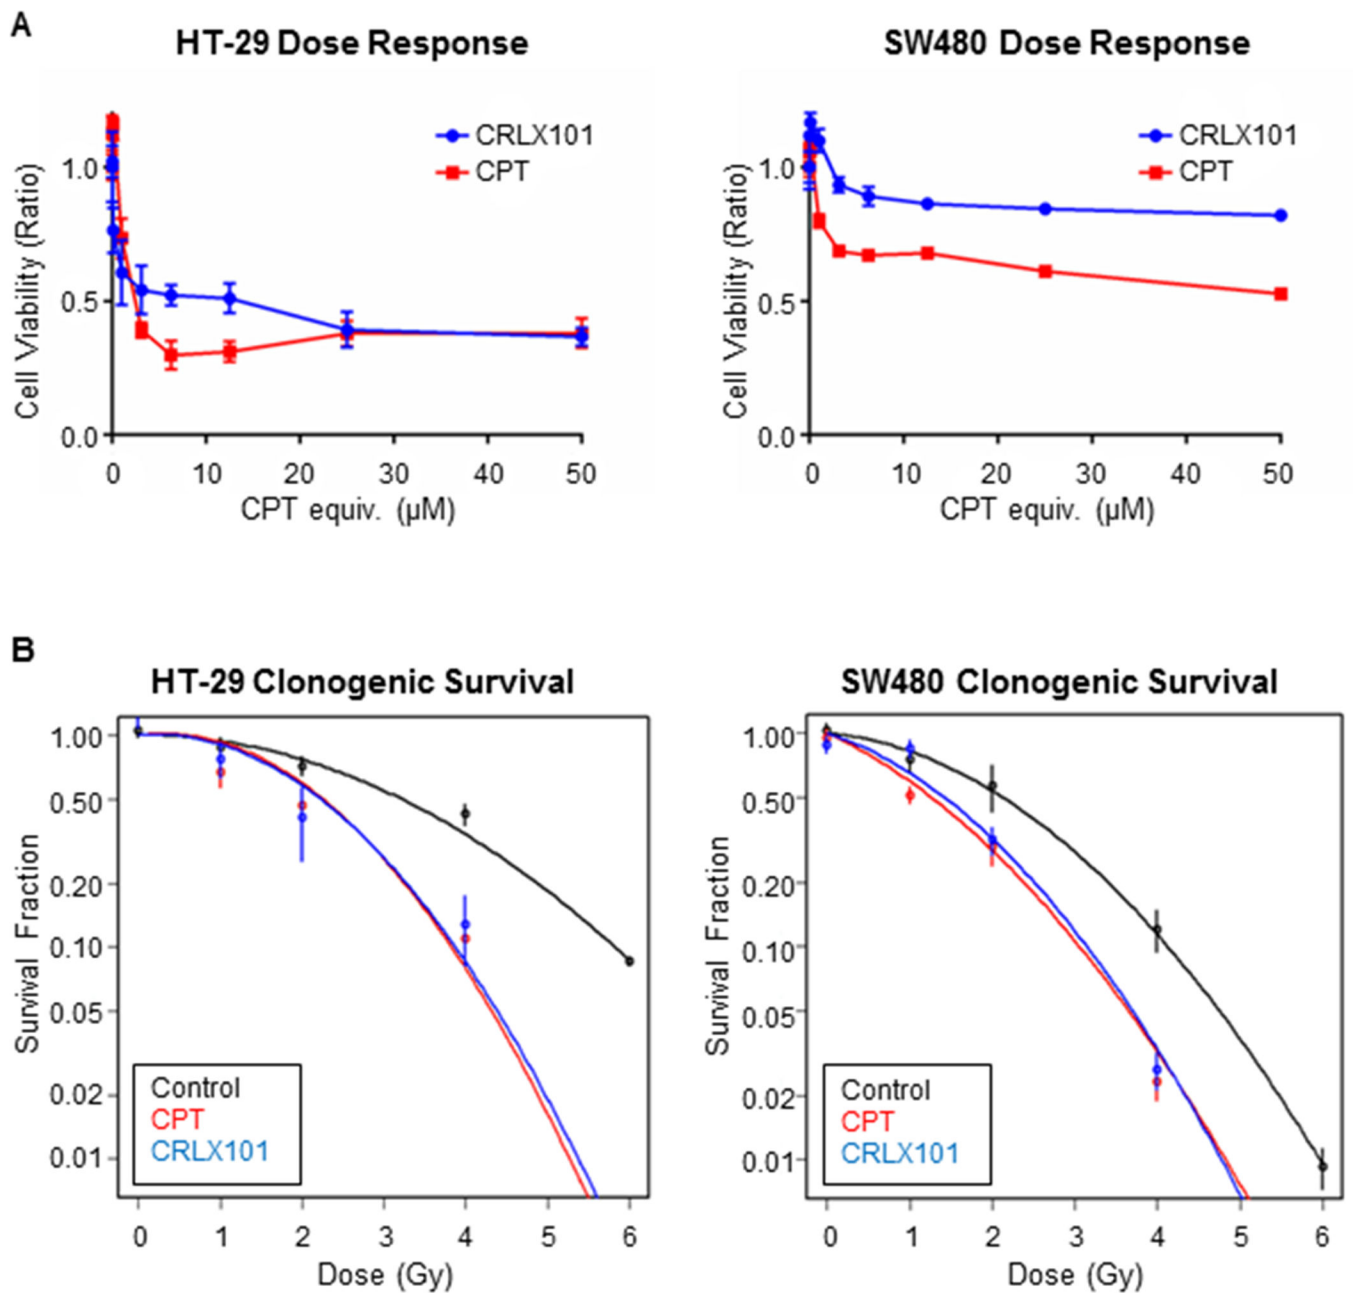 A
HT-29 Dose Response
SW480 Dose Response
CRLX101
CPT
CRLX101
CPT
Cell Viability (Ratio)
1.0
0.5
0.0
0 10 20 30 40 50
CPT equiv. (µM)
Cell Viability (Ratio)
1.0
0.5
0.0
0 10 20 30 40 50
CPT equiv. (µM)
B
HT-29 Clonogenic Survival
SW480 Clonogenic Survival
Survival Fraction
1.00
0.50
0.20
0.10
0.05
0.02
0.01
Control
CPT
CRLX101
0 1 2 3 4 5 6
Dose (Gy)
Survival Fraction
1.00
0.50
0.20
0.10
0.05
0.02
0.01
Control
CPT
CRLX101
0 1 2 3 4 5 6
Dose (Gy)